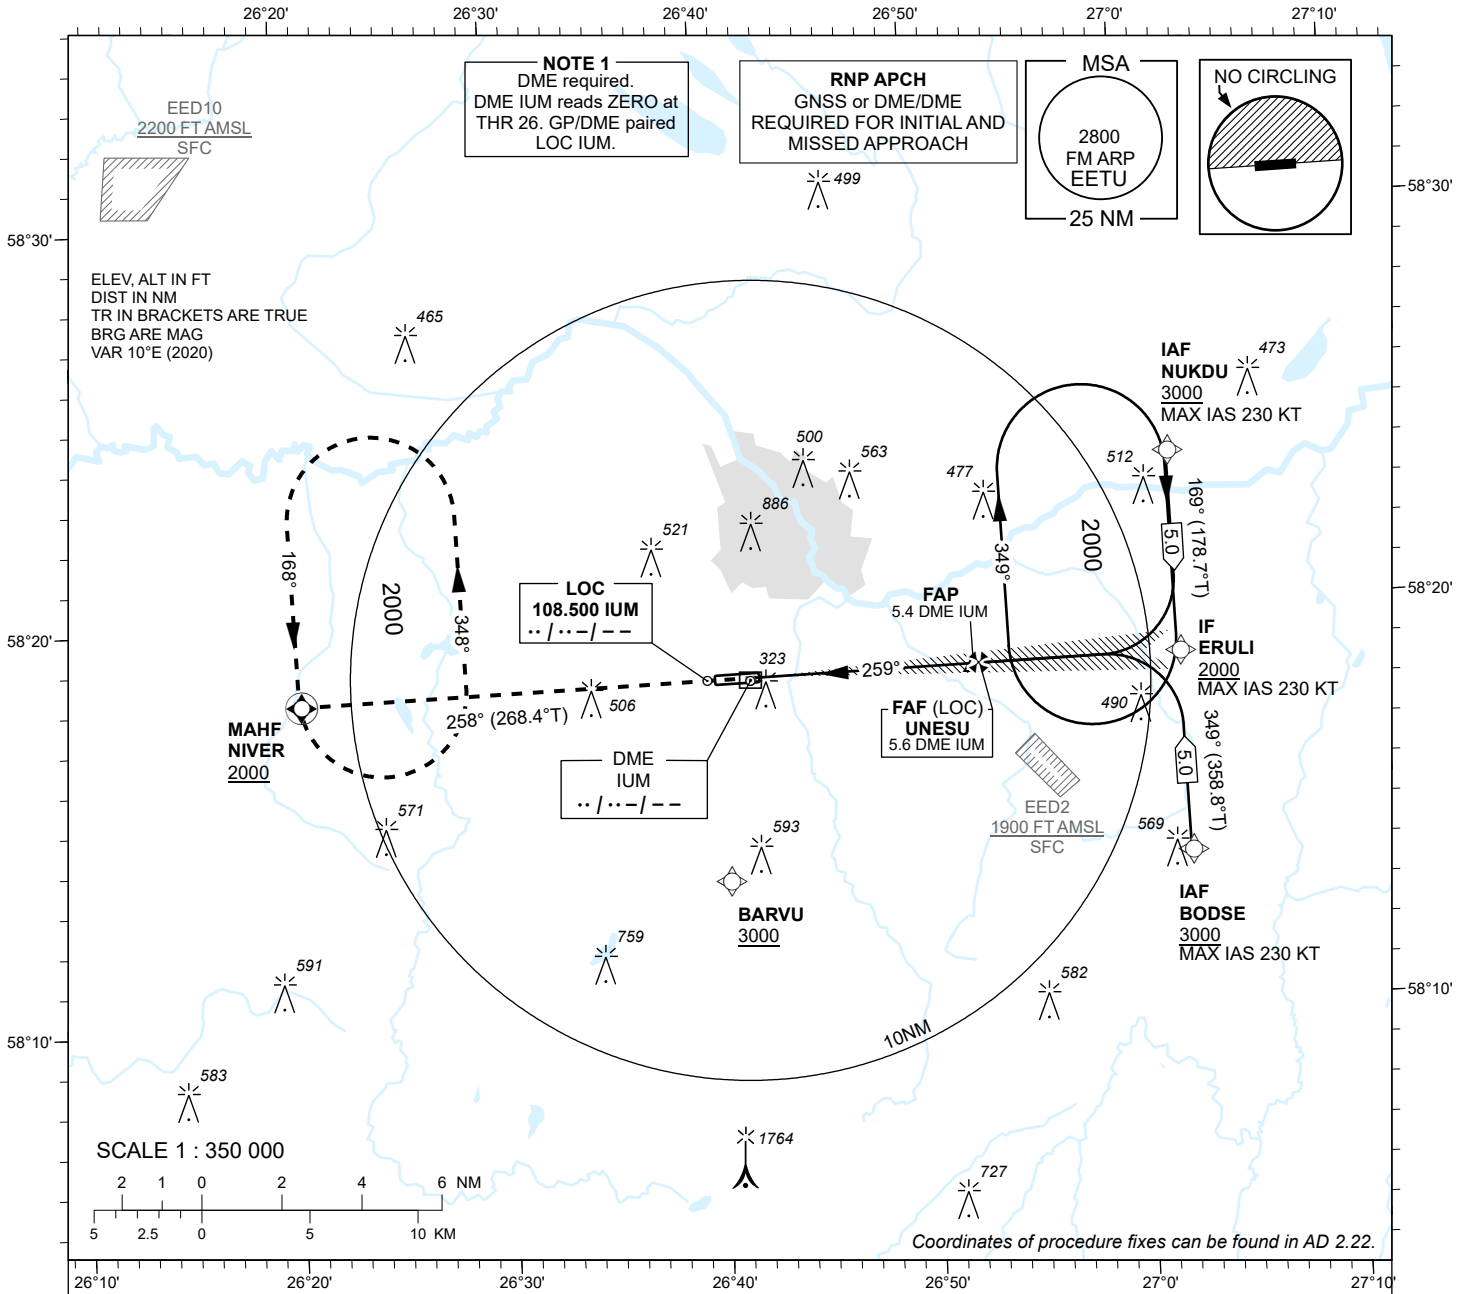 26°20'
26°30'
26°40'
26°50'
27°0'
27°10'
NOTE 1
DME required.
DME IUM reads ZERO at
THR 26. GP/DME paired
LOC IUM.
RNP APCH
GNSS or DME/DME
REQUIRED FOR INITIAL AND
MISSED APPROACH
MSA
2800
FM ARP
EETU
25 NM
NO CIRCLING
EED10
2200 FT AMSL
SFC
499
58°30'
58°30'
ELEV, ALT IN FT
DIST IN NM
TR IN BRACKETS ARE TRUE
BRG ARE MAG
VAR 10°E (2020)
465
IAF
NUKDU
3000
MAX IAS 230 KT
473
500
563
477
512
886
521
169° (178.7°T)
5.0
2000
349°
168°
2000
348°
LOC
108.500 IUM
·· / ·· – / – –
FAP
5.4 DME IUM
58°20'
58°20'
IF
ERULI
2000
MAX IAS 230 KT
323
259°
506
258° (268.4°T)
490
MAHF
NIVER
2000
FAF (LOC)
UNESU
5.6 DME IUM
349° (358.8°T)
5.0
DME
IUM
·· / ·· – / – –
EED2
1900 FT AMSL
SFC
571
593
569
BARVU
3000
IAF
BODSE
3000
MAX IAS 230 KT
759
591
582
58°10'
58°10'
10NM
583
1764
SCALE 1 : 350 000
2 1 0 2 4 6 NM
5 2.5 0 5 10 KM
727
Coordinates of procedure fixes can be found in AD 2.22.
26°10'
26°20'
26°30'
26°40'
26°50'
27°0'
27°10'